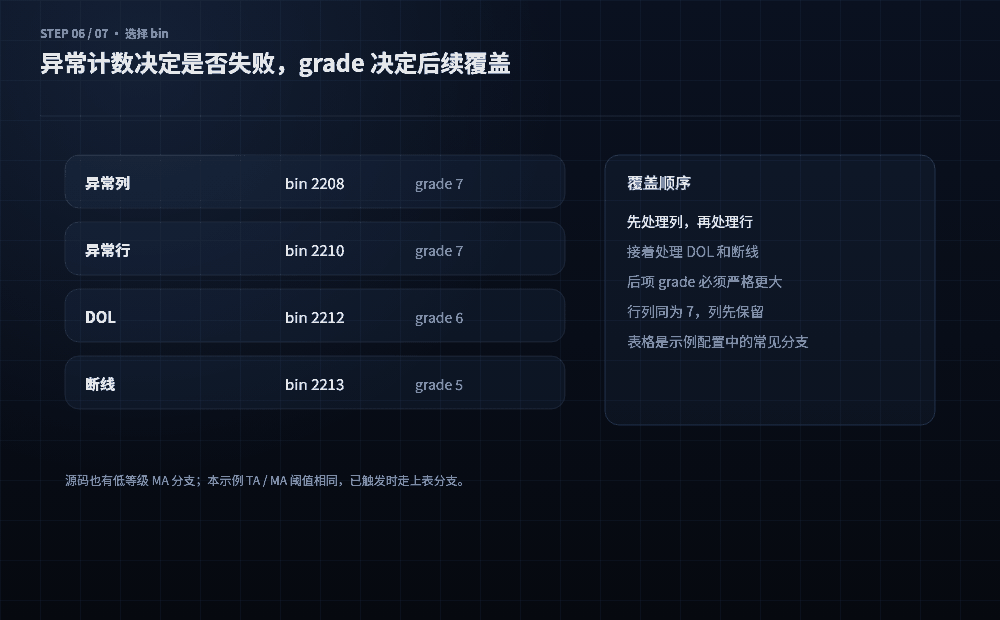 STEP 06 / 07 · 选择 bin
异常计数决定是否失败，grade 决定后续覆盖
异常列 bin 2208 grade 7
异常行 bin 2210 grade 7
DOL bin 2212 grade 6
断线 bin 2213 grade 5
覆盖顺序
先处理列，再处理行
接着处理 DOL 和断线
后项 grade 必须严格更大
行列同为 7，列先保留
表格是示例配置中的常见分支
源码也有低等级 MA 分支；本示例 TA / MA 阈值相同，已触发时走上表分支。